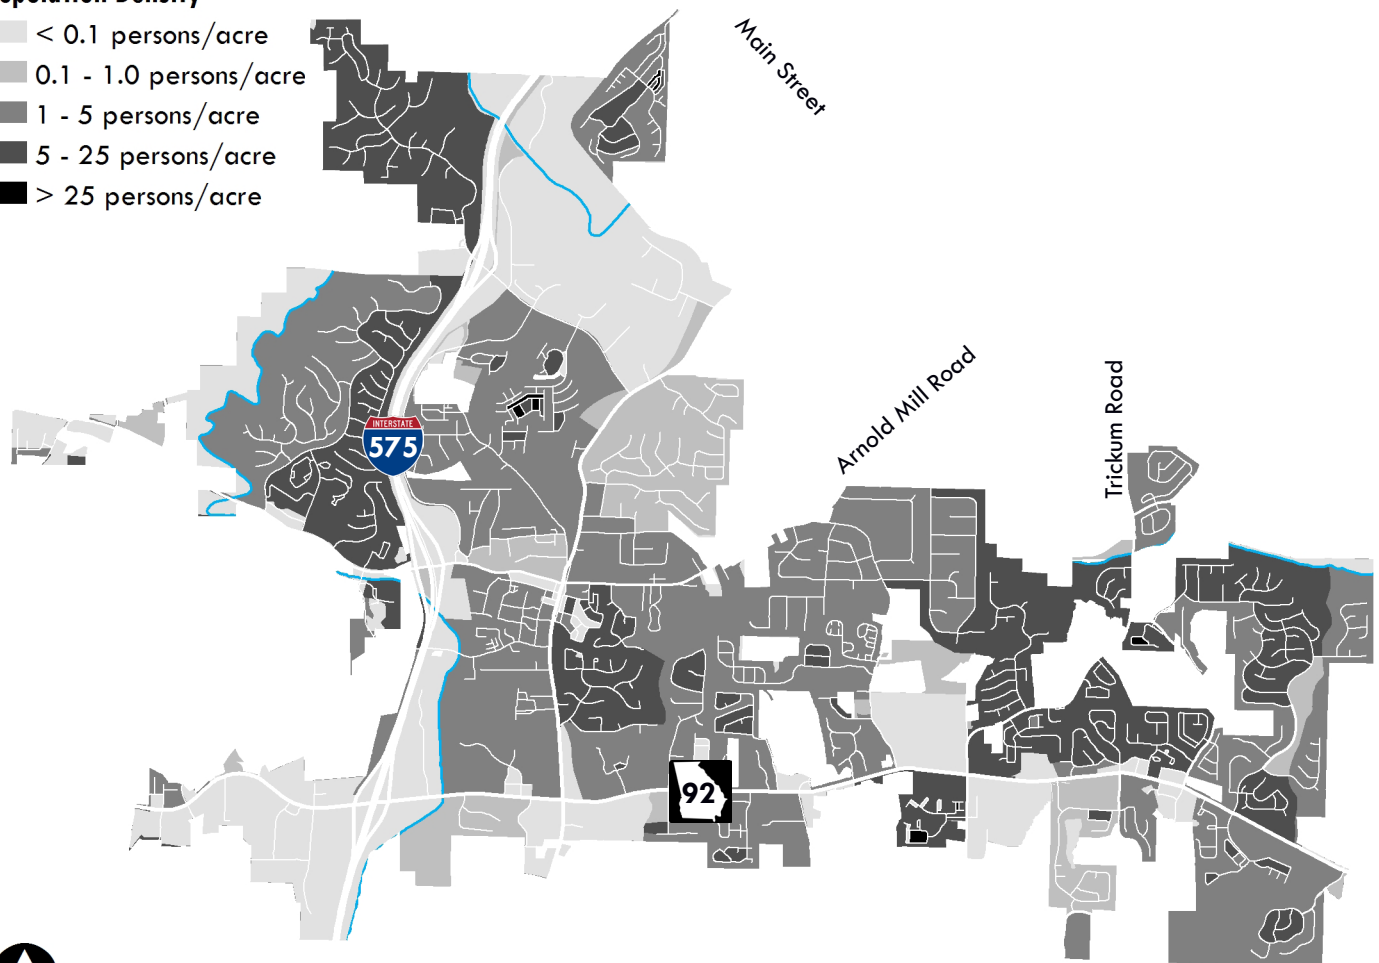 < 0.1 persons/acre
0.1 - 1.0 persons/acre
1 - 5 persons/acre
5 - 25 persons/acre
> 25 persons/acre
Main Street
Arnold Mill Road
Trickum Road
INTERSTATE
575
92